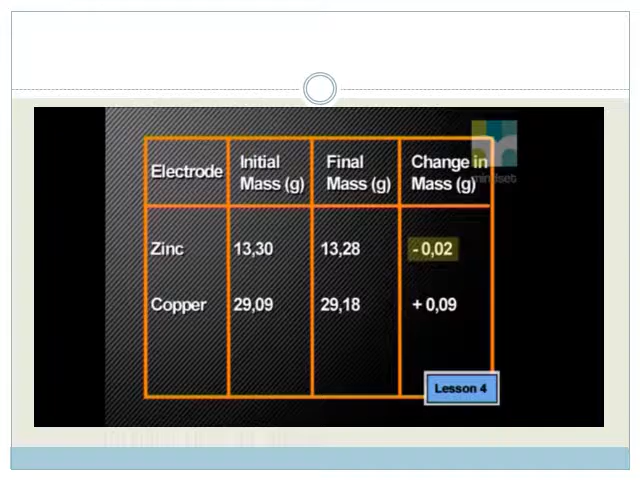 Electrode Initial Mass (g) Final Mass (g) Change in Mass (g)
mindset
Zinc 13,30 13,28 - 0,02
Copper 29,09 29,18 + 0,09
Lesson 4